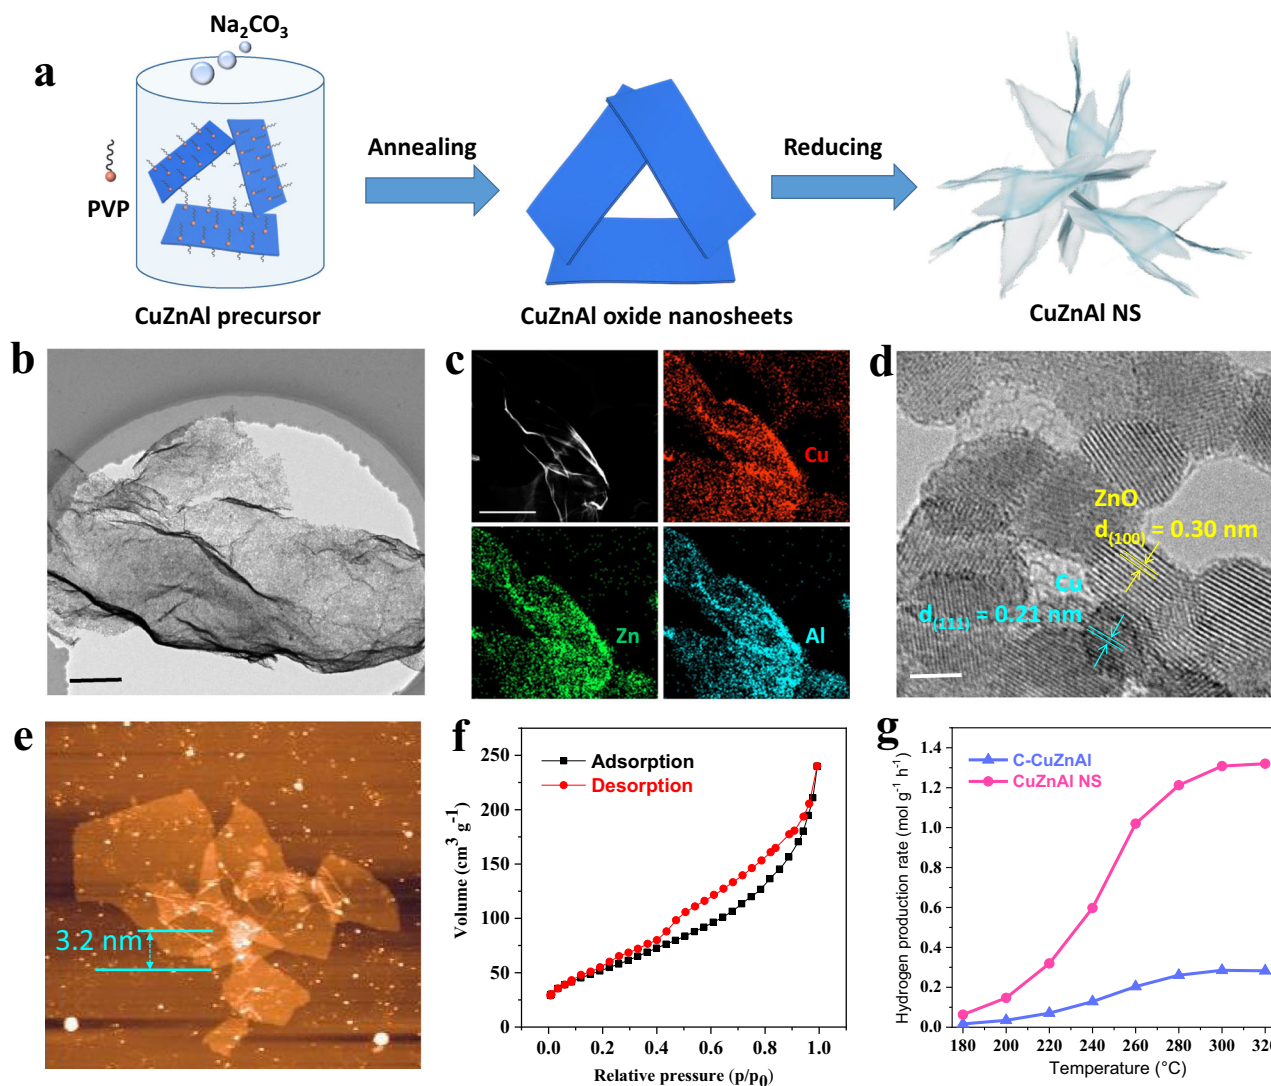 a
Na₂CO₃
PVP
Annealing
Reducing
CuZnAl precursor
CuZnAl oxide nanosheets
CuZnAl NS
b
c
Cu
Zn
Al
d
ZnO
d(100) = 0.30 nm
Cu
d(111) = 0.21 nm
e
3.2 nm
f
Volume (cm³ g⁻¹)
250
200
150
100
50
0
Adsorption
Desorption
0.0 0.2 0.4 0.6 0.8 1.0
Relative pressure (p/p₀)
g
Hydrogen production rate (mol g⁻¹ h⁻¹)
1.4
1.2
1.0
0.8
0.6
0.4
0.2
0.0
C-CuZnAl
CuZnAl NS
180 200 220 240 260 280 300 320
Temperature (°C)